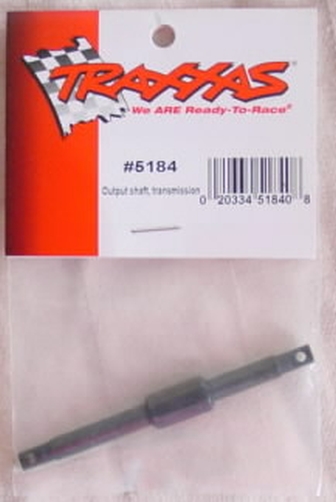 TRAXXAS®
We ARE Ready-To-Race®
#5184
Output shaft, transmission
0 20334 51840 8